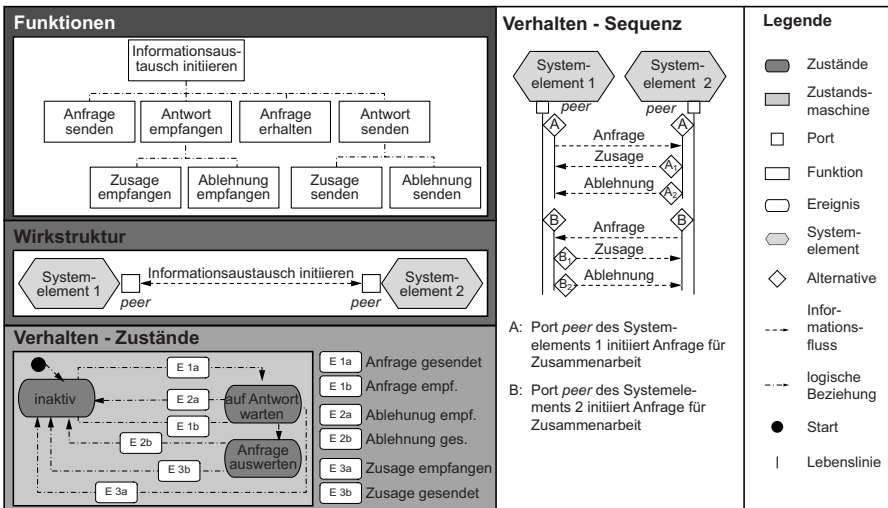 Funktionen
Informationsaus-
tausch initiieren
Anfrage
senden
Antwort
empfangen
Anfrage
erhalten
Antwort
senden
Zusage
empfangen
Ablehnung
empfangen
Zusage
senden
Ablehnung
senden
Wirkstruktur
System-
element 1
peer
Informationsaustausch initiieren
peer
System-
element 2
Verhalten - Zustände
Start
inaktiv
E 1a
E 2a
E 1b
E 2b
E 3b
E 3a
auf Antwort
warten
Anfrage
auswerten
E 1a Anfrage gesendet
E 1b Anfrage empf.
E 2a Ablehunug empf.
E 2b Ablehnung ges.
E 3a Zusage empfangen
E 3b Zusage gesendet
Verhalten - Sequenz
System-
element 1
System-
element 2
peer
peer
A
A
Anfrage
Zusage
A1
Ablehnung
A2
B
B
Anfrage
B1
Zusage
B2
Ablehnung
A: Port peer des System-
elements 1 initiiert Anfrage für
Zusammenarbeit
B: Port peer des Systemele-
ments 2 initiiert Anfrage für
Zusammenarbeit
Legende
Zustände
Zustands-
maschine
Port
Funktion
Ereignis
System-
element
Alternative
Infor-
mations-
fluss
logische
Beziehung
Start
Lebenslinie